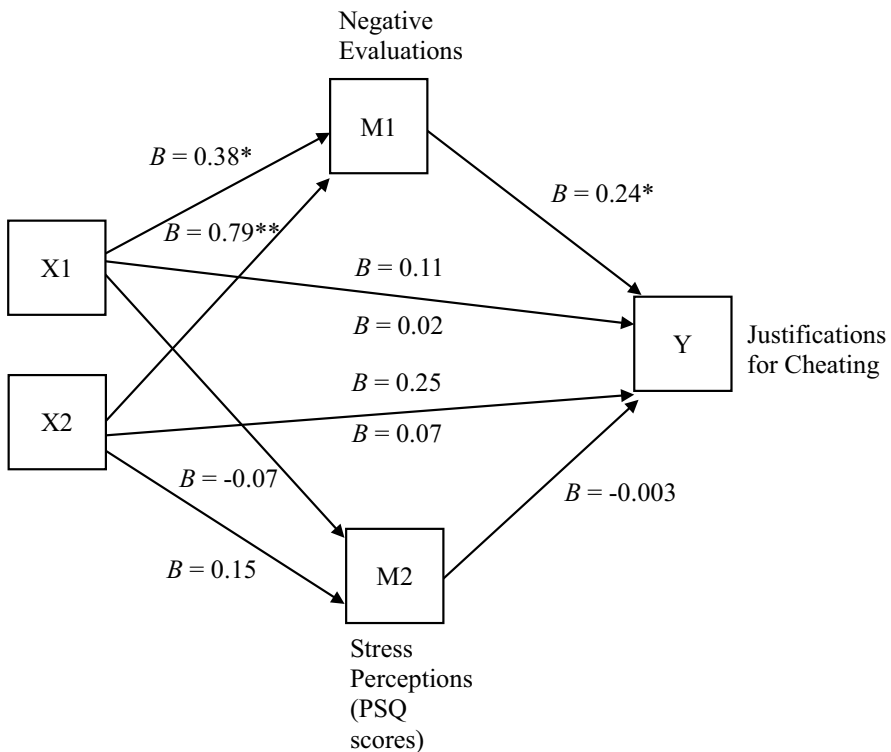 Negative
Evaluations
M1
B = 0.38*
B = 0.24*
B = 0.79**
X1
B = 0.11
B = 0.02
Y
Justifications
for Cheating
X2
B = 0.25
B = 0.07
B = -0.07
B = -0.003
B = 0.15
M2
Stress
Perceptions
(PSQ
scores)